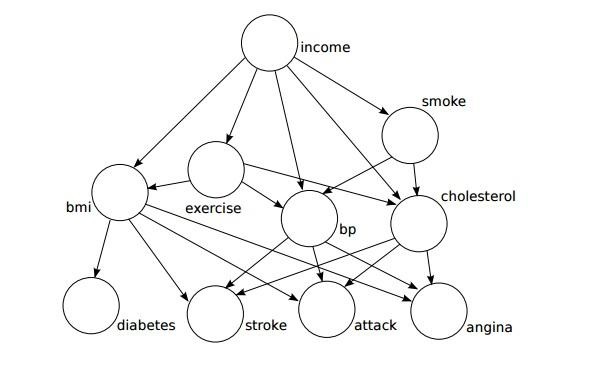 income
smoke
cholesterol
bmi
exercise
bp
diabetes
stroke
attack
angina